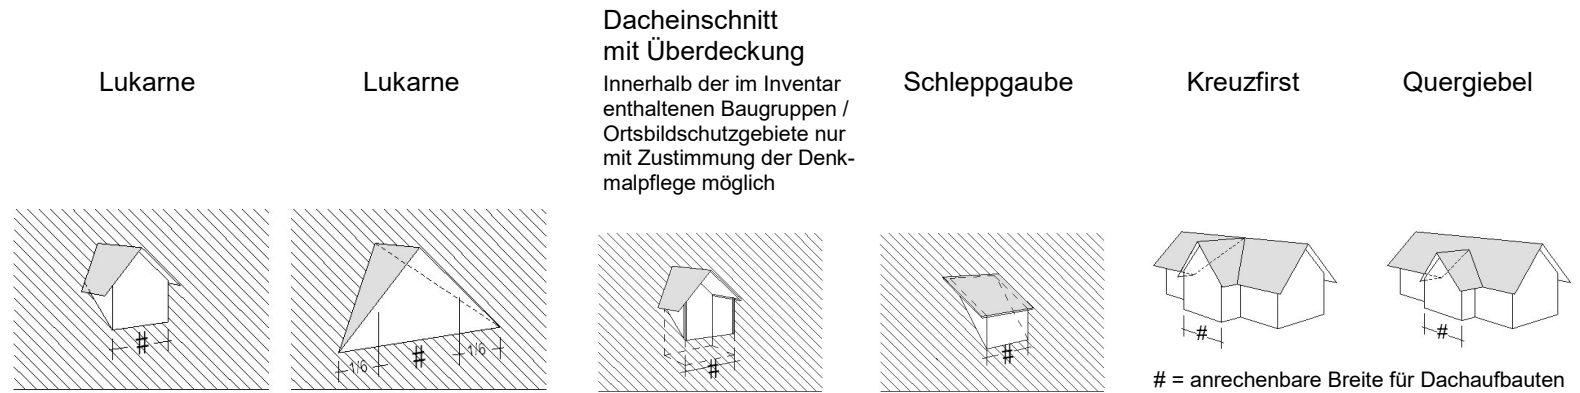 Lukarne
Lukarne
Dacheinschnitt
mit Überdeckung
Innerhalb der im Inventar
enthaltenen Baugruppen /
Ortsbildschutzgebiete nur
mit Zustimmung der Denk-
malpflege möglich
Schleppgaube
Kreuzfirst
Quergiebel
#
1/6 # 1/6
#
#
#
#
# = anrechenbare Breite für Dachaufbauten